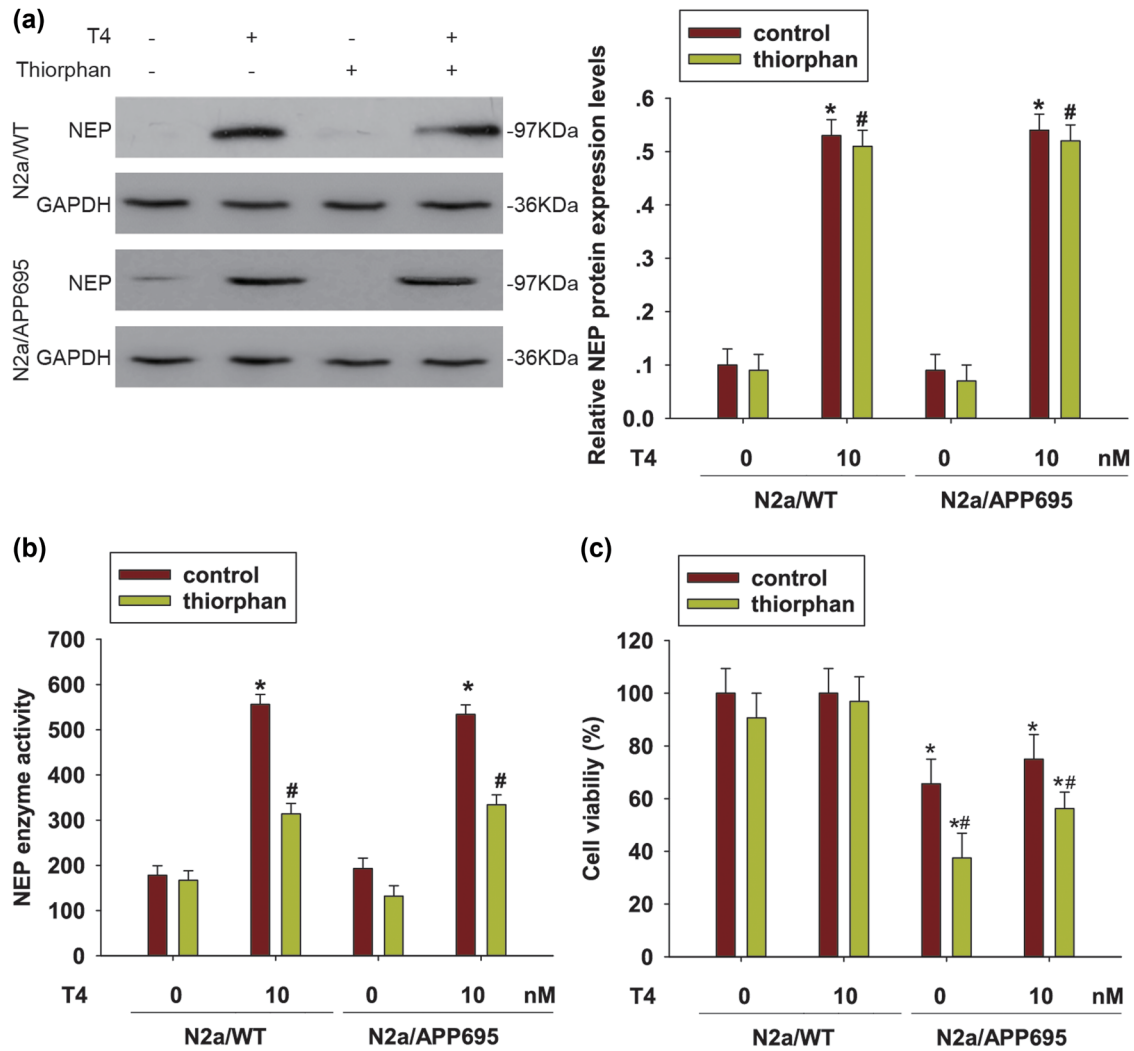 (a)
T4 - + - +
Thiorphan - - + +
N2a/WT
NEP -97KDa
GAPDH -36KDa
N2a/APP695
NEP -97KDa
GAPDH -36KDa
control
thiorphan
Relative NEP protein expression levels
.6
.5
.4
.3
.2
.1
0.0
* # * #
T4 0 10 0 10 nM
N2a/WT N2a/APP695
(b)
control
thiorphan
NEP enzyme activity
700
600
500
400
300
200
100
0
* # * #
T4 0 10 0 10 nM
N2a/WT N2a/APP695
(c)
control
thiorphan
Cell viabiliy (%)
120
100
80
60
40
20
0
* *# * *#
T4 0 10 0 10 nM
N2a/WT N2a/APP695